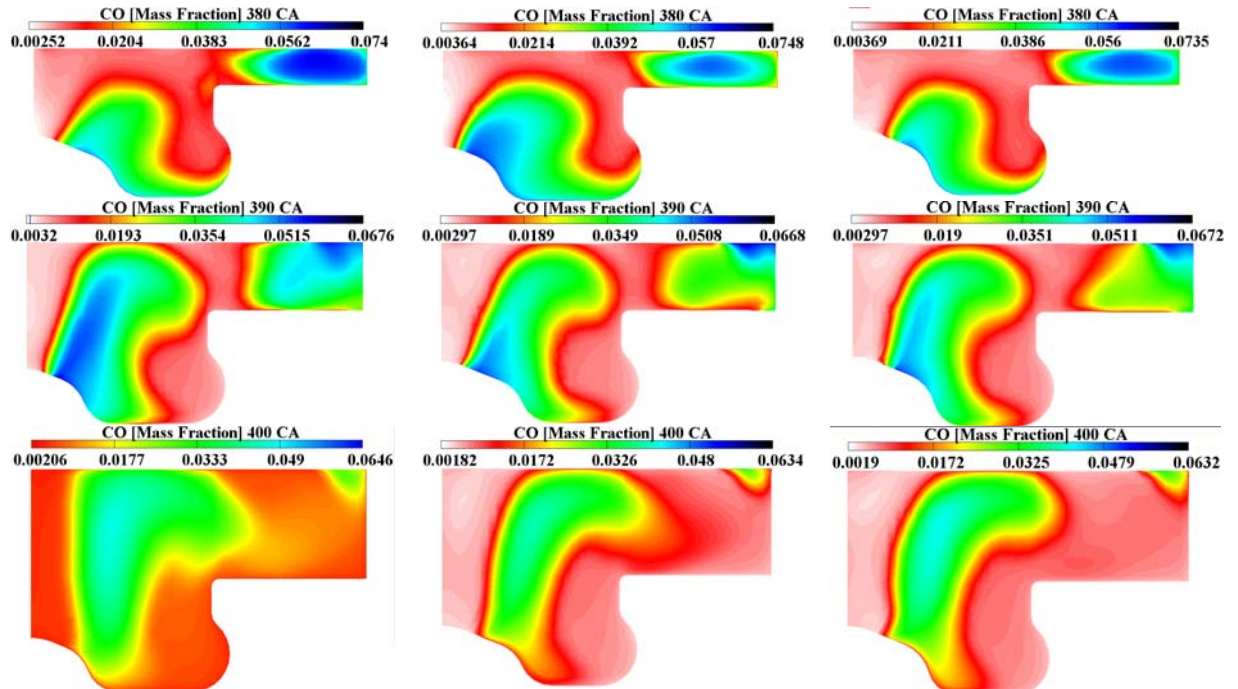 CO [Mass Fraction] 380 CA
0.00252 0.0204 0.0383 0.0562 0.074
CO [Mass Fraction] 380 CA
0.00364 0.0214 0.0392 0.057 0.0748
CO [Mass Fraction] 380 CA
0.00369 0.0211 0.0386 0.056 0.0735
CO [Mass Fraction] 390 CA
0.0032 0.0193 0.0354 0.0515 0.0676
CO [Mass Fraction] 390 CA
0.00297 0.0189 0.0349 0.0508 0.0668
CO [Mass Fraction] 390 CA
0.00297 0.019 0.0351 0.0511 0.0672
CO [Mass Fraction] 400 CA
0.00206 0.0177 0.0333 0.049 0.0646
CO [Mass Fraction] 400 CA
0.00182 0.0172 0.0326 0.048 0.0634
CO [Mass Fraction] 400 CA
0.0019 0.0172 0.0325 0.0479 0.0632